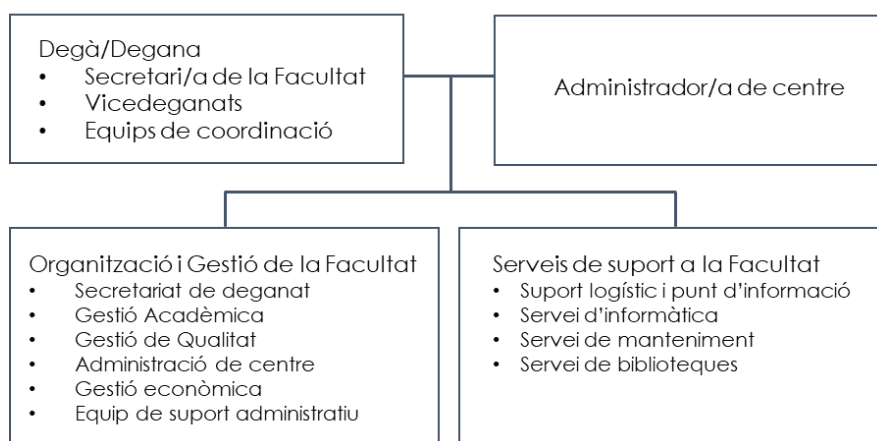 Degà/Degana
• Secretari/a de la Facultat
• Vicedeganats
• Equips de coordinació
Administrador/a de centre
Organització i Gestió de la Facultat
• Secretariat de deganat
• Gestió Acadèmica
• Gestió de Qualitat
• Administració de centre
• Gestió econòmica
• Equip de suport administratiu
Serveis de suport a la Facultat
• Suport logístic i punt d'informació
• Servei d'informàtica
• Servei de manteniment
• Servei de biblioteques